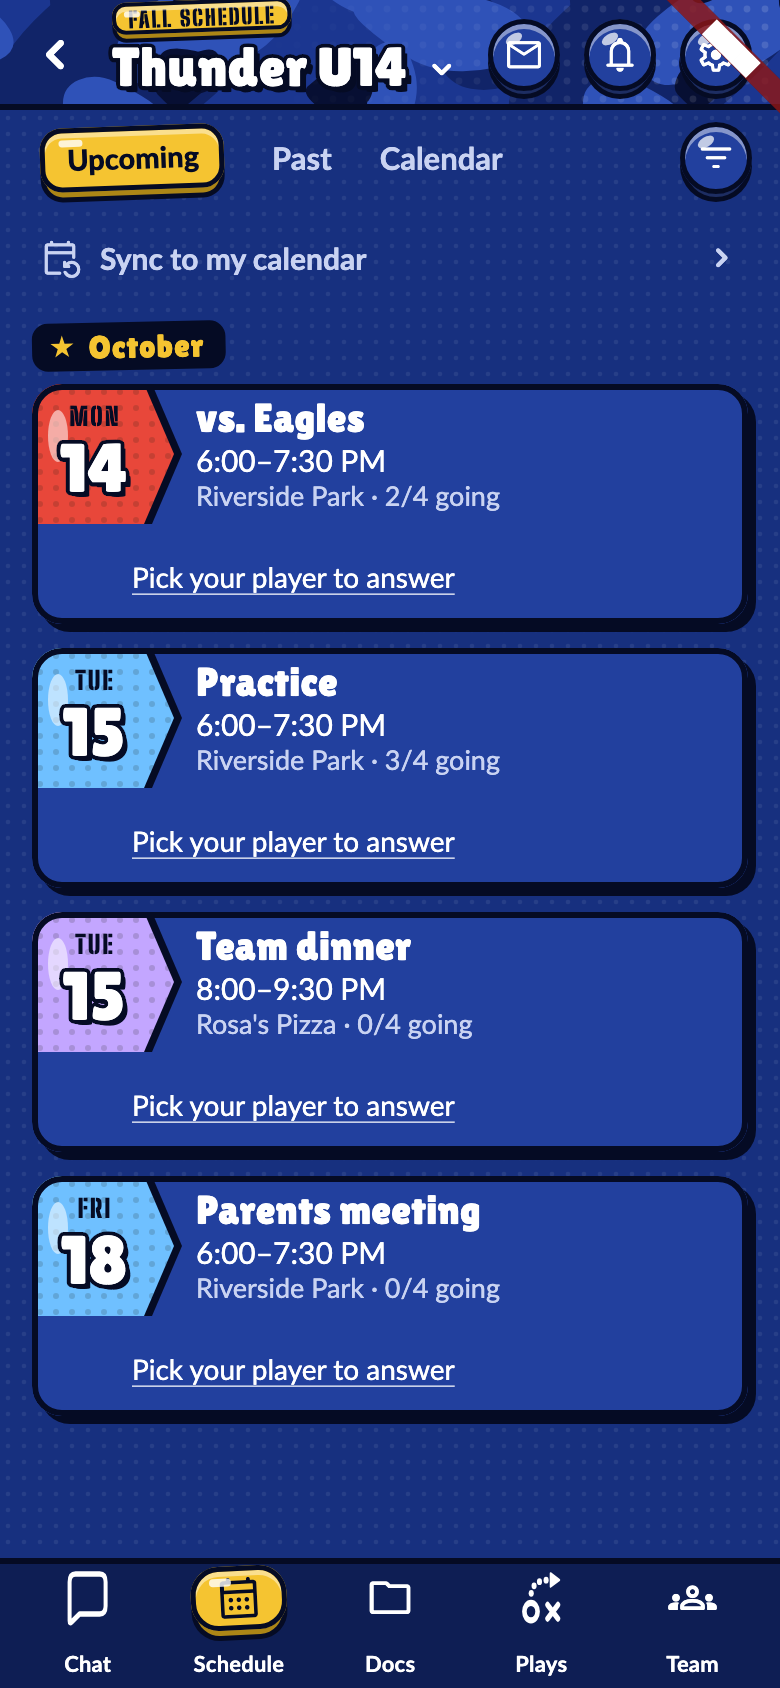 FALL SCHEDULE
Thunder U14
Upcoming
Past
Calendar
Sync to my calendar
★ October
MON
14
vs. Eagles
6:00–7:30 PM
Riverside Park · 2/4 going
Pick your player to answer
TUE
15
Practice
6:00–7:30 PM
Riverside Park · 3/4 going
Pick your player to answer
TUE
15
Team dinner
8:00–9:30 PM
Rosa's Pizza · 0/4 going
Pick your player to answer
FRI
18
Parents meeting
6:00–7:30 PM
Riverside Park · 0/4 going
Pick your player to answer
Chat
Schedule
Docs
Plays
Team